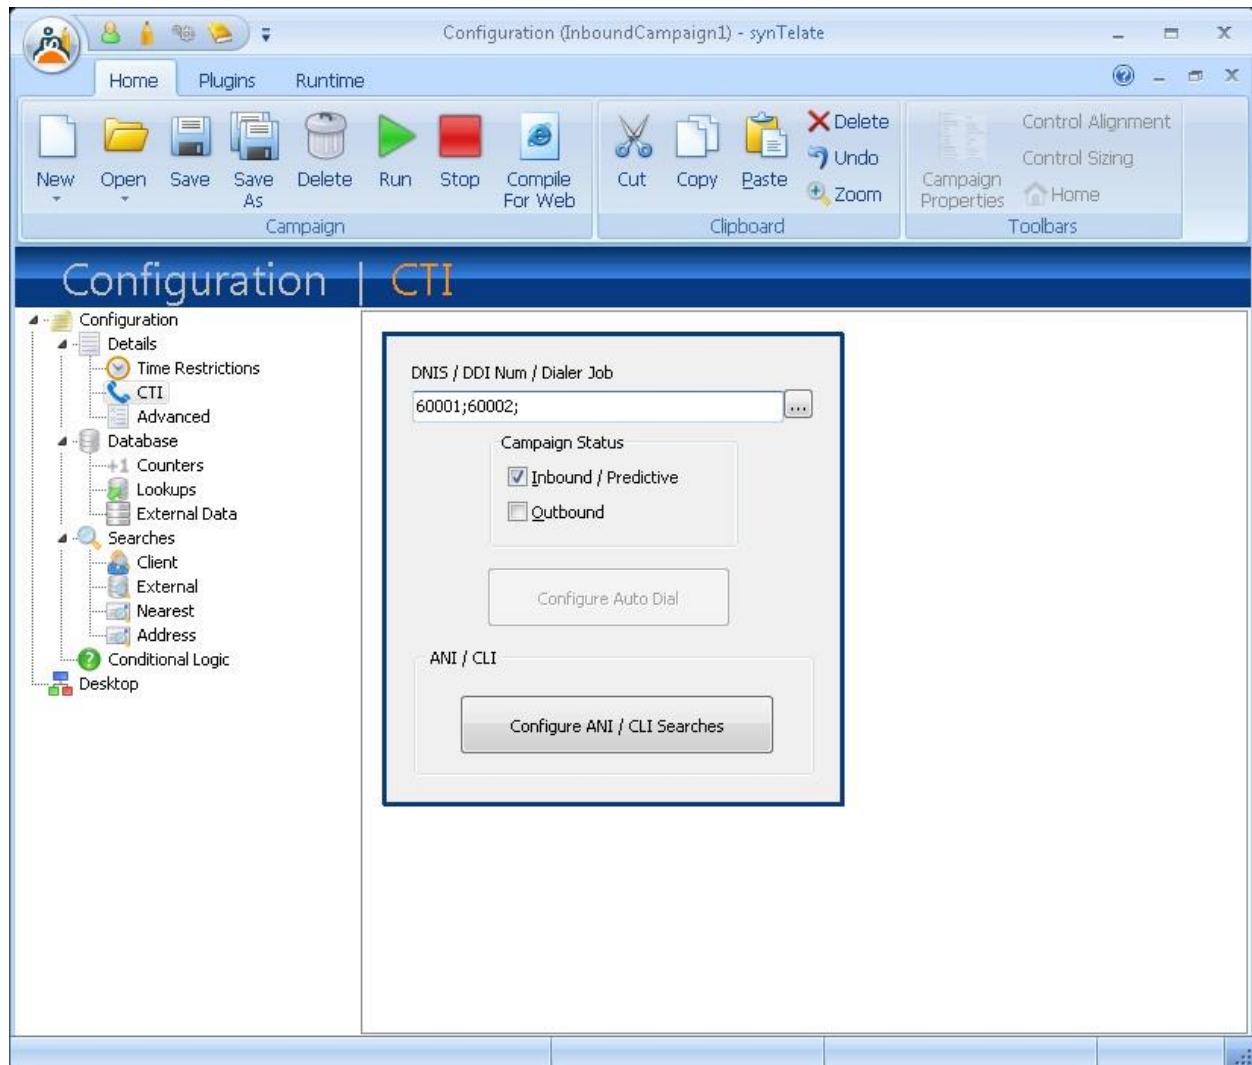 Configuration (InboundCampaign1) - synTelate
Home Plugins Runtime
New Open Save Save As Delete Run Stop Compile For Web
Campaign
Cut Copy Paste Delete
Undo
Zoom
Clipboard
Campaign Properties
Control Alignment
Control Sizing
Home
Toolbars
Configuration | CTI
Configuration
Details
Time Restrictions
CTI
Advanced
Database
+1 Counters
Lookups
External Data
Searches
Client
External
Nearest
Address
Conditional Logic
Desktop
DNIS / DDI Num / Dialer Job
60001;60002; ...
Campaign Status
Inbound / Predictive
Outbound
Configure Auto Dial
ANI / CLI
Configure ANI / CLI Searches